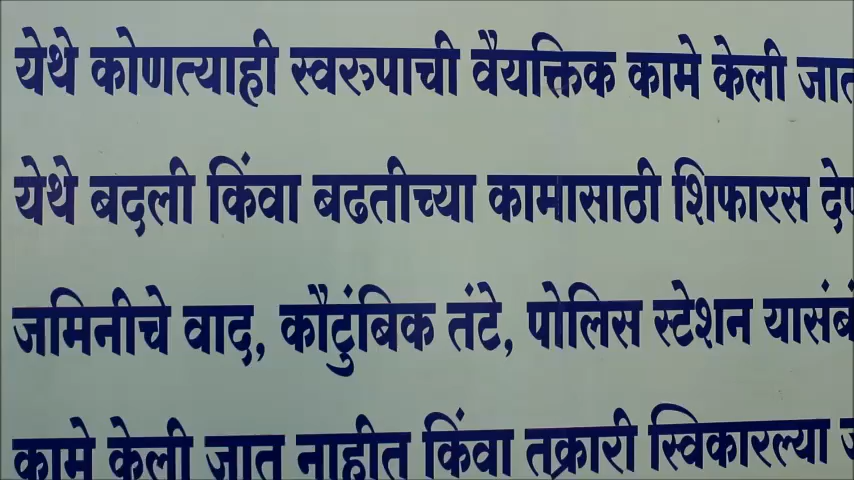 येथे कोणत्याही स्वरुपाची वैयक्तिक कामे केली जात
येथे बदली किंवा बढतीच्या कामासाठी शिफारस
जमिनीचे वाद, कौटुंबिक तंटे, पोलिस स्टेशन
कामे केली जात नाहीत किंवा तक्रारी स्विकारल्या